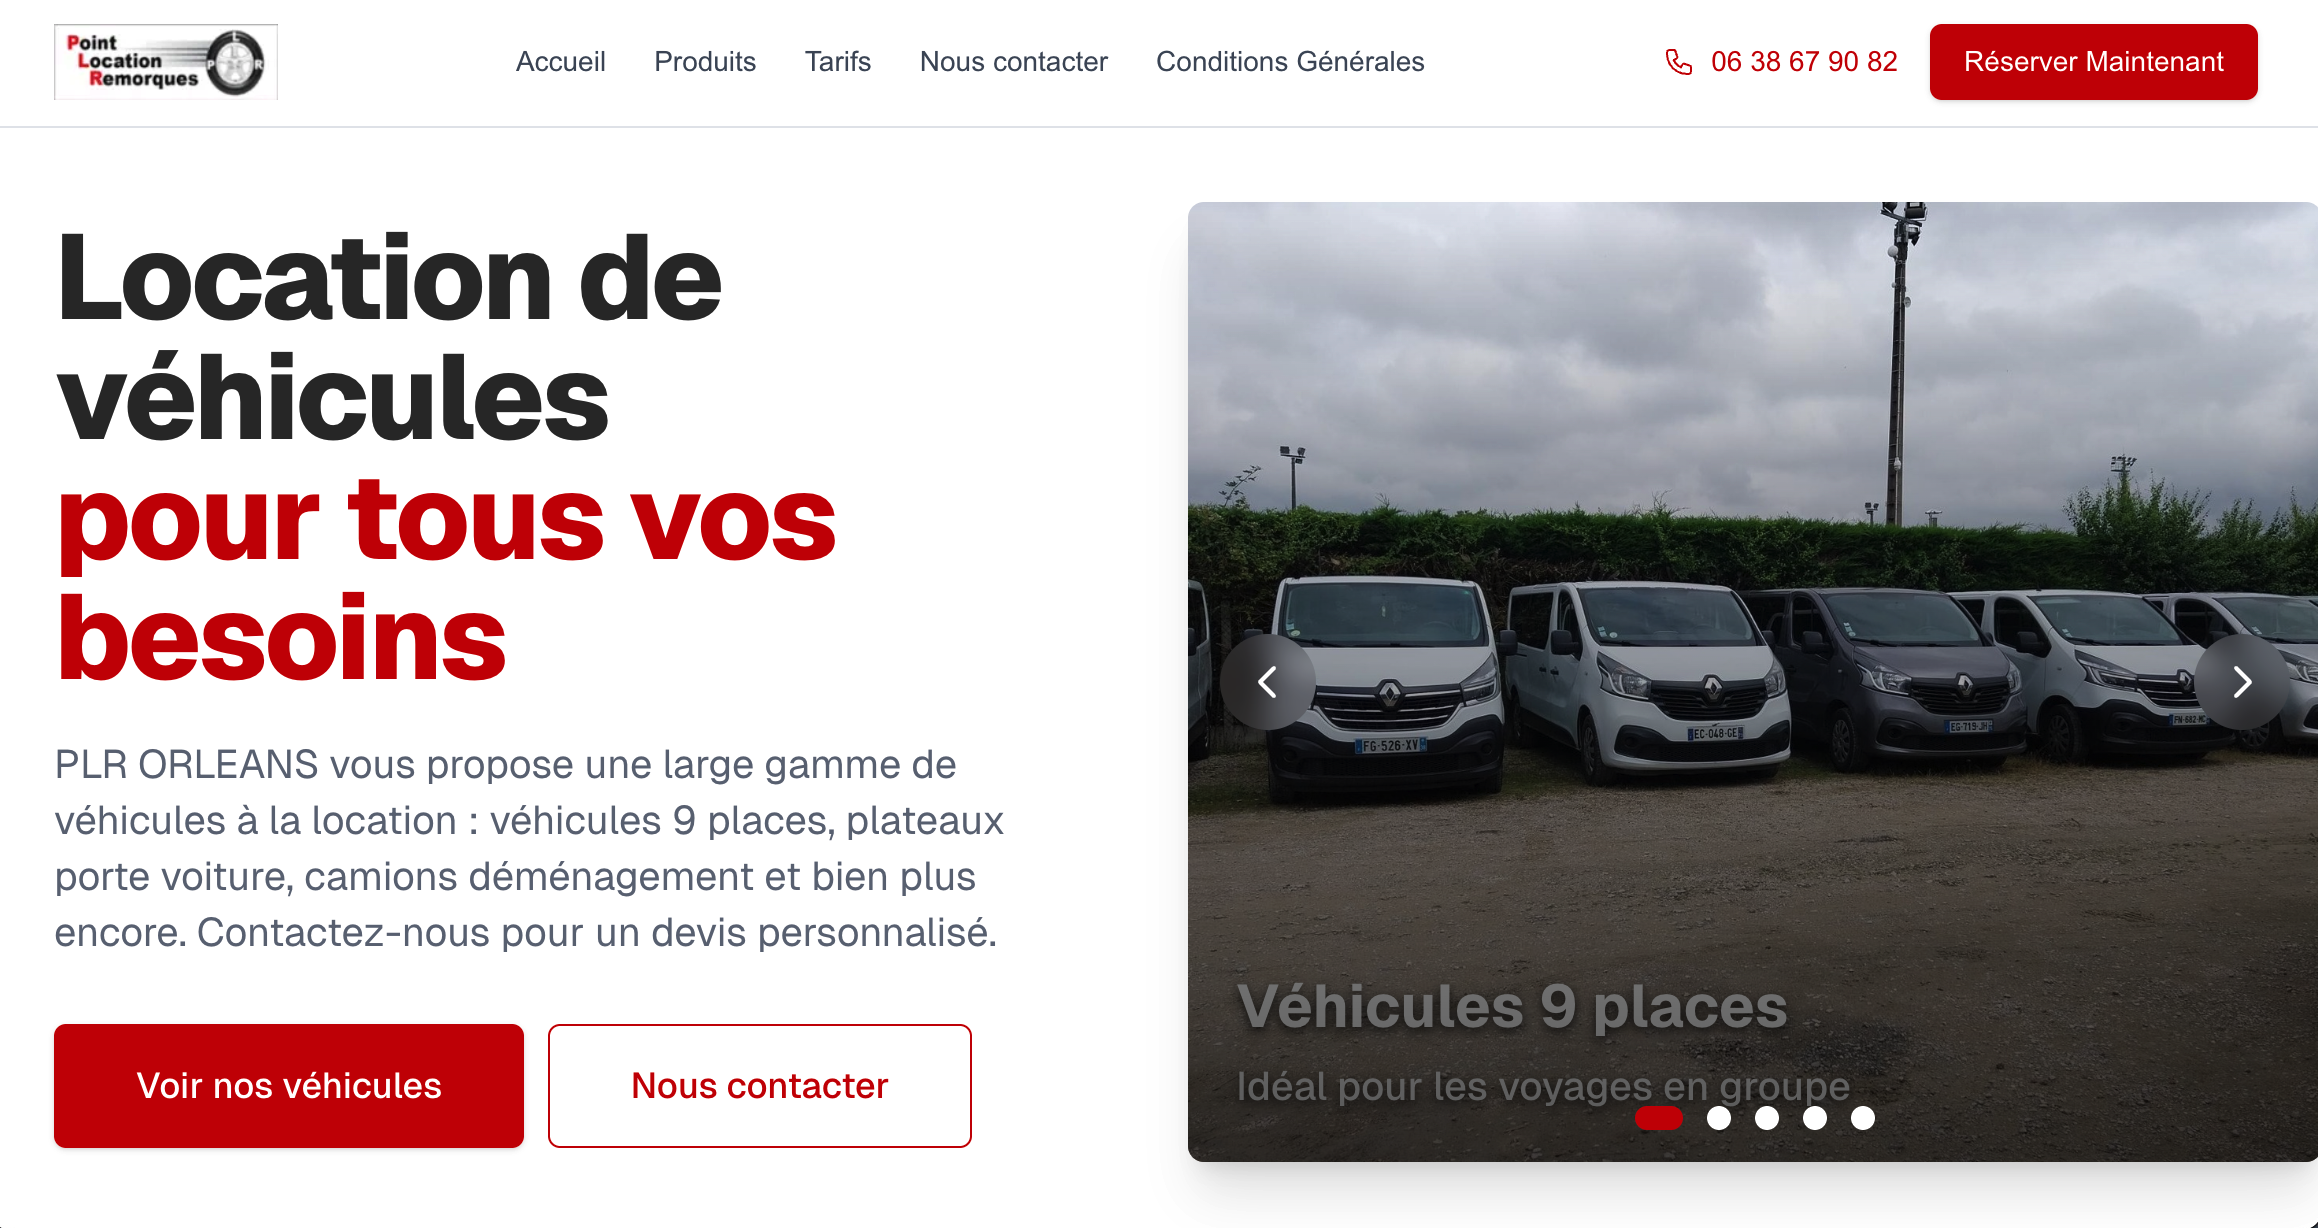 Point
Location
Remorques
P L R
Accueil
Produits
Tarifs
Nous contacter
Conditions Générales
06 38 67 90 82
Réserver Maintenant
Location de
véhicules
pour tous vos
besoins
PLR ORLEANS vous propose une large gamme de
véhicules à la location : véhicules 9 places, plateaux
porte voiture, camions déménagement et bien plus
encore. Contactez-nous pour un devis personnalisé.
Voir nos véhicules
Nous contacter
FG-526-XV
EC-048-GE
EG-719-JH
FN-682-MC
Véhicules 9 places
Idéal pour les voyages en groupe